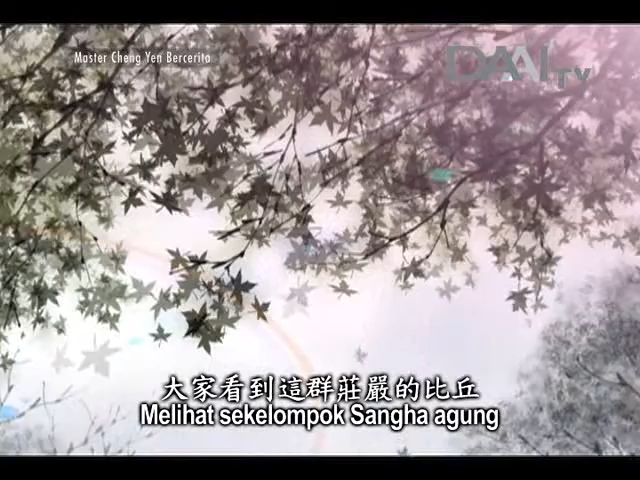 Master Cheng Yen Bercerita
DAAI TV
大家看到這群莊嚴的比丘
Melihat sekelompok Sangha agung